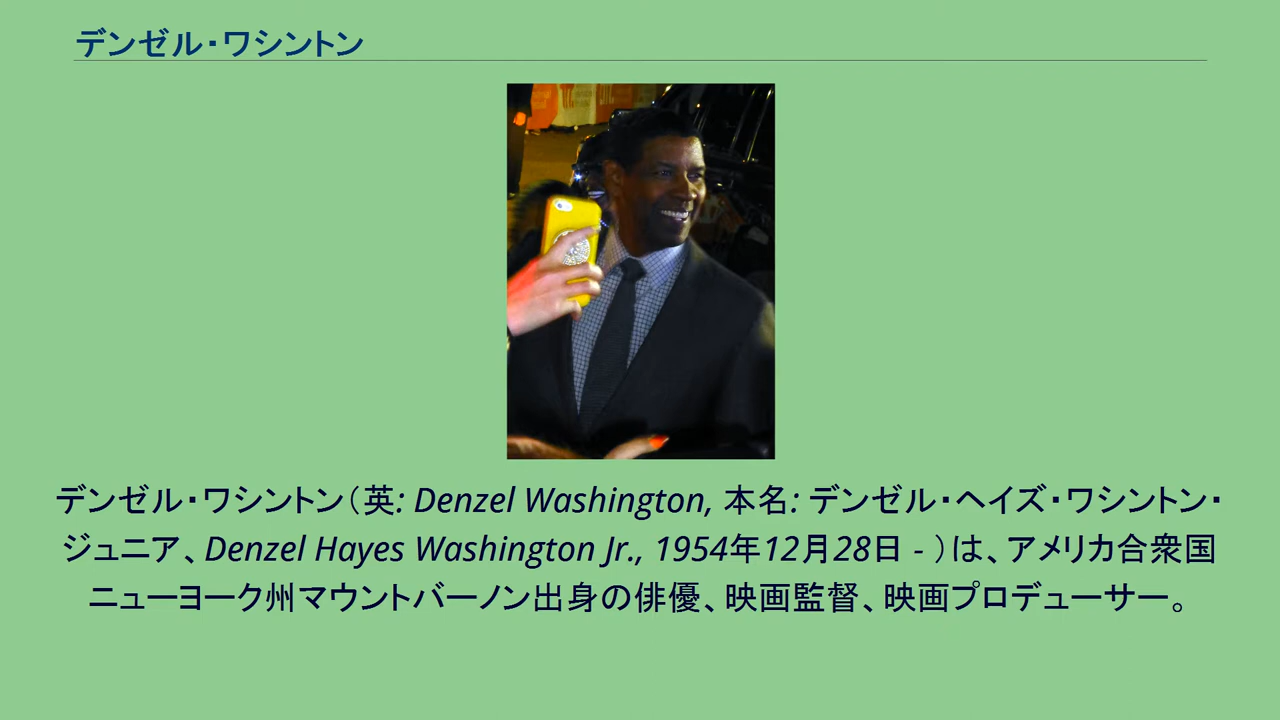 デンゼル・ワシントン
デンゼル・ワシントン（英: Denzel Washington, 本名: デンゼル・ヘイズ・ワシントン・
ジュニア、Denzel Hayes Washington Jr., 1954年12月28日 - ）は、アメリカ合衆国
ニューヨーク州マウントバーノン出身の俳優、映画監督、映画プロデューサー。